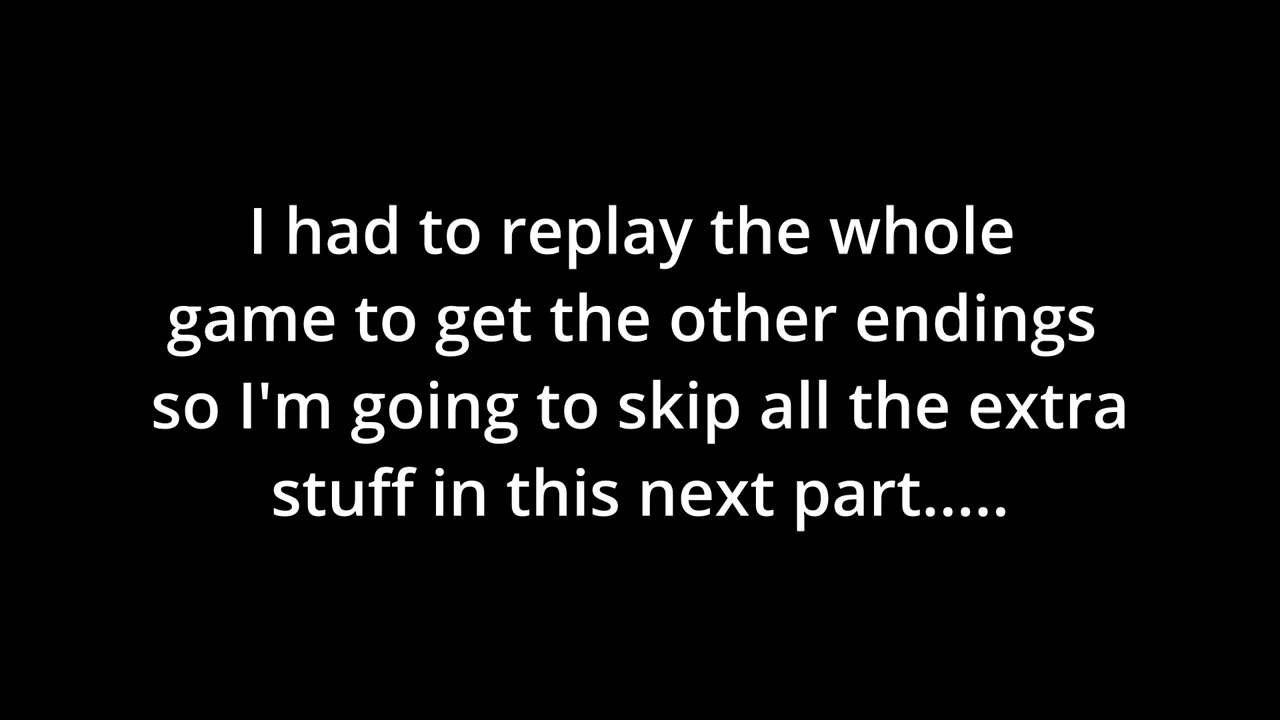 I had to replay the whole
game to get the other endings
so I'm going to skip all the extra
stuff in this next part.....